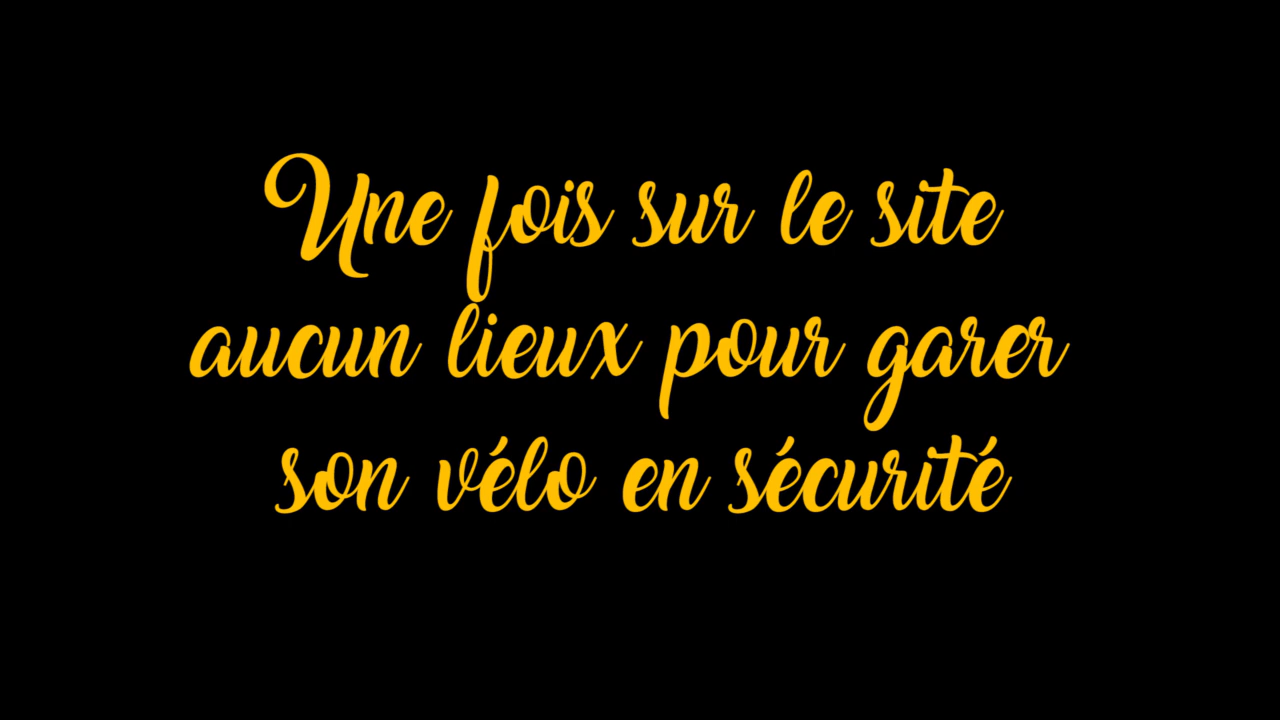 Une fois sur le site
aucun lieux pour garer
son vélo en sécurité